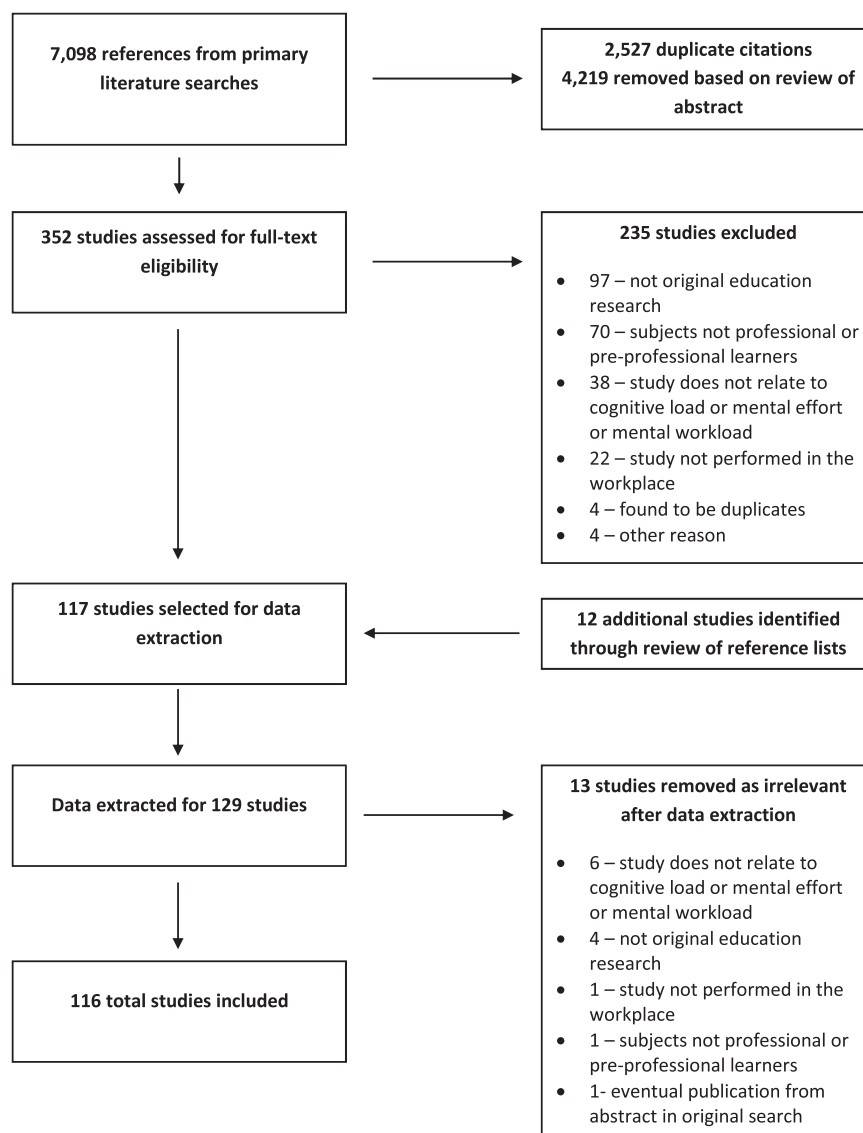 7,098 references from primary
literature searches
2,527 duplicate citations
4,219 removed based on review of
abstract
352 studies assessed for full-text
eligibility
235 studies excluded
• 97 – not original education
research
• 70 – subjects not professional or
pre-professional learners
• 38 – study does not relate to
cognitive load or mental effort
or mental workload
• 22 – study not performed in the
workplace
• 4 – found to be duplicates
• 4 – other reason
117 studies selected for data
extraction
12 additional studies identified
through review of reference lists
Data extracted for 129 studies
13 studies removed as irrelevant
after data extraction
• 6 – study does not relate to
cognitive load or mental effort
or mental workload
• 4 – not original education
research
• 1 – study not performed in the
workplace
• 1 – subjects not professional or
pre-professional learners
• 1- eventual publication from
abstract in original search
116 total studies included